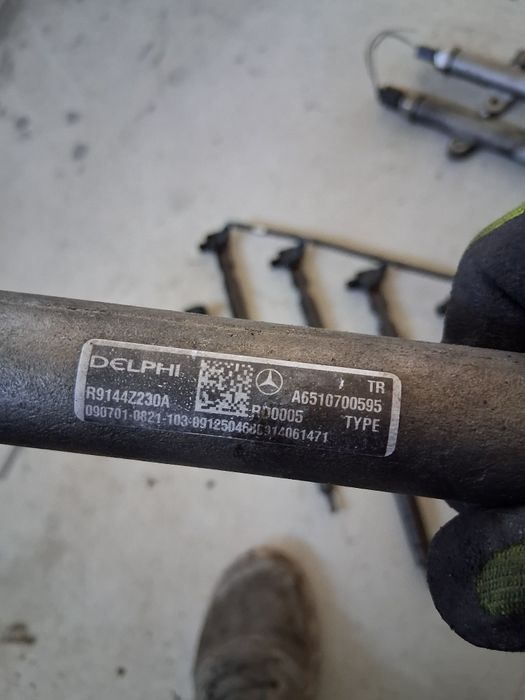 DELPHI
TR
R9144Z230A
A6510700595
RD0005
TYPE